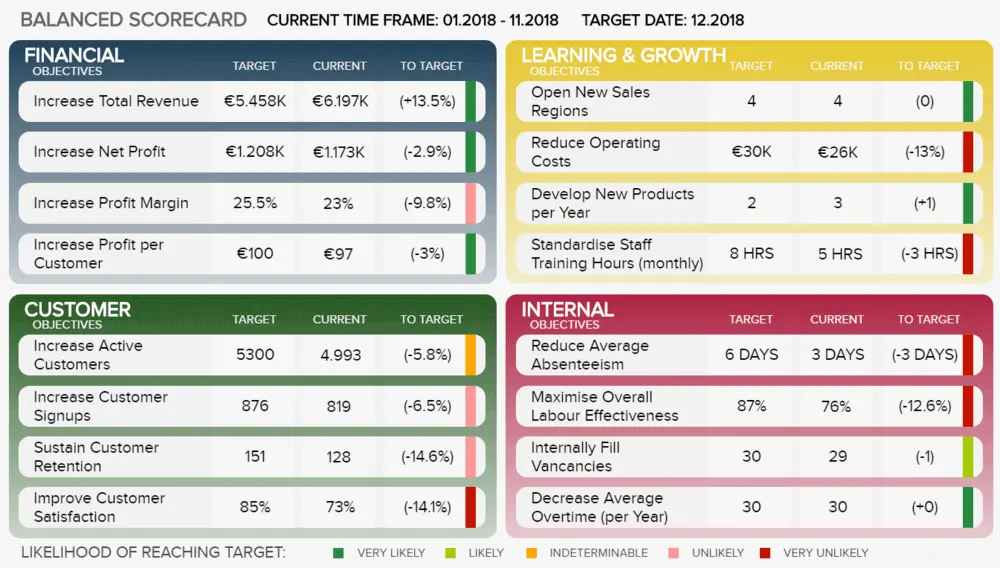 BALANCED SCORECARD CURRENT TIME FRAME: 01.2018 - 11.2018 TARGET DATE: 12.2018
FINANCIAL
OBJECTIVES TARGET CURRENT TO TARGET
Increase Total Revenue €5.458K €6.197K (+13.5%)
Increase Net Profit €1.208K €1.173K (-2.9%)
Increase Profit Margin 25.5% 23% (-9.8%)
Increase Profit per
Customer €100 €97 (-3%)
LEARNING & GROWTH
OBJECTIVES TARGET CURRENT TO TARGET
Open New Sales
Regions 4 4 (0)
Reduce Operating
Costs €30K €26K (-13%)
Develop New Products
per Year 2 3 (+1)
Standardise Staff
Training Hours (monthly) 8 HRS 5 HRS (-3 HRS)
CUSTOMER
OBJECTIVES TARGET CURRENT TO TARGET
Increase Active
Customers 5300 4.993 (-5.8%)
Increase Customer
Signups 876 819 (-6.5%)
Sustain Customer
Retention 151 128 (-14.6%)
Improve Customer
Satisfaction 85% 73% (-14.1%)
INTERNAL
OBJECTIVES TARGET CURRENT TO TARGET
Reduce Average
Absenteeism 6 DAYS 3 DAYS (-3 DAYS)
Maximise Overall
Labour Effectiveness 87% 76% (-12.6%)
Internally Fill
Vancancies 30 29 (-1)
Decrease Average
Overtime (per Year) 30 30 (+0)
LIKELIHOOD OF REACHING TARGET: VERY LIKELY LIKELY INDETERMINABLE UNLIKELY VERY UNLIKELY